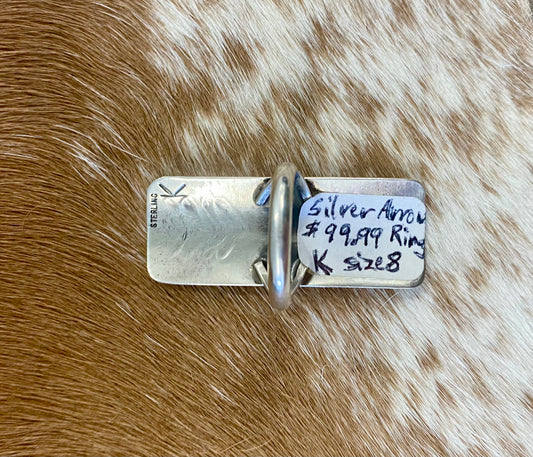 STERLING
K
Silver Arrow
$99.99 Ring
K size 8